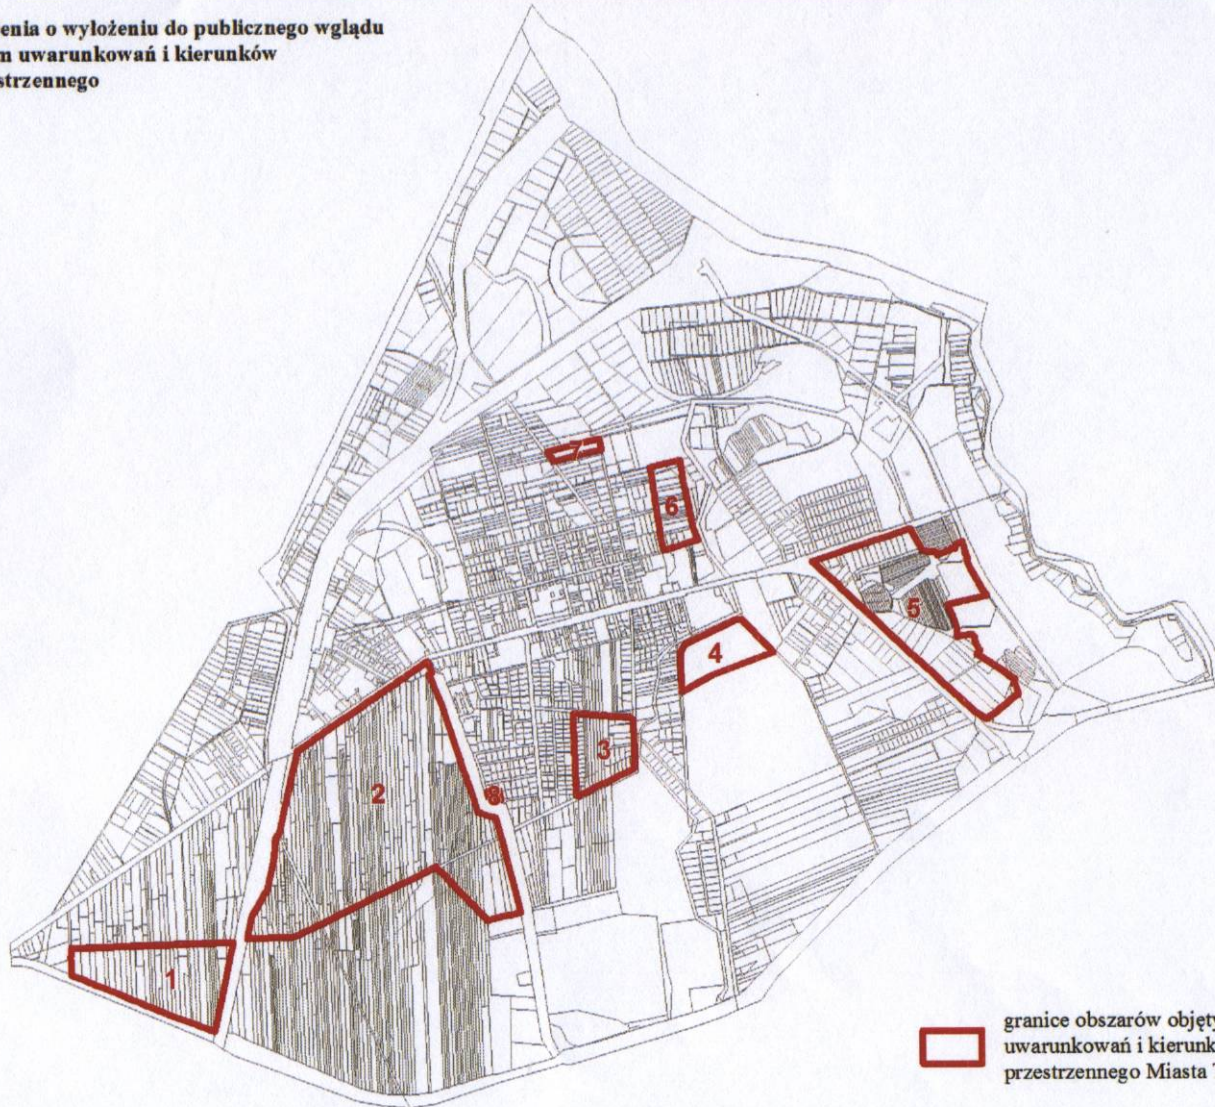 enia o wyłożeniu do publicznego wglądu
m uwarunkowań i kierunków
strzennego
7
6
5
4
3
2
8
1
granice obszarów objęty
uwarunkowań i kierunk
przestrzennego Miasta